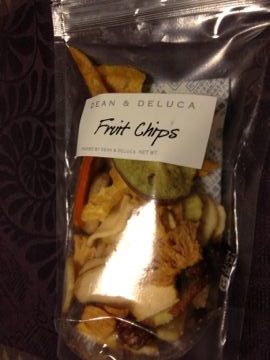 DEAN & DELUCA
Fruit Chips
PACKED BY DEAN & DELUCA NET WT.